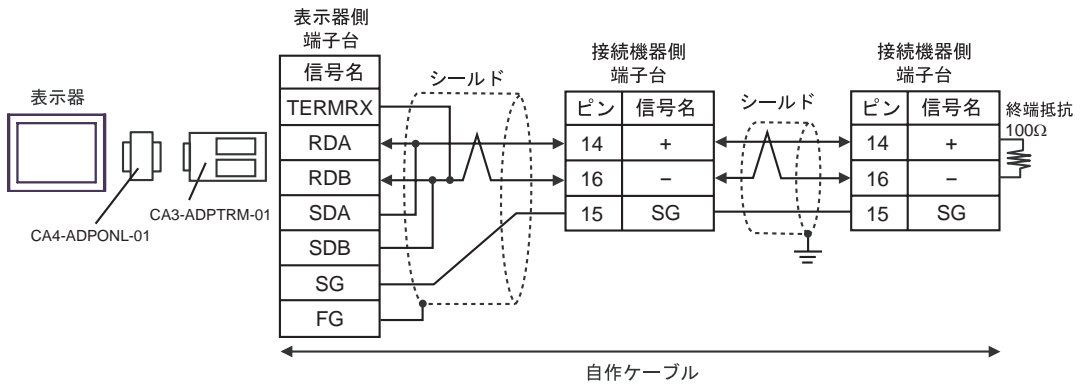 表示器
CA4-ADPONL-01
CA3-ADPTRM-01
表示器側
端子台
信号名
TERMRX
RDA
RDB
SDA
SDB
SG
FG
シールド
接続機器側
端子台
ピン 信号名
14 +
16 −
15 SG
シールド
接続機器側
端子台
ピン 信号名
14 +
16 −
15 SG
終端抵抗
100Ω
自作ケーブル